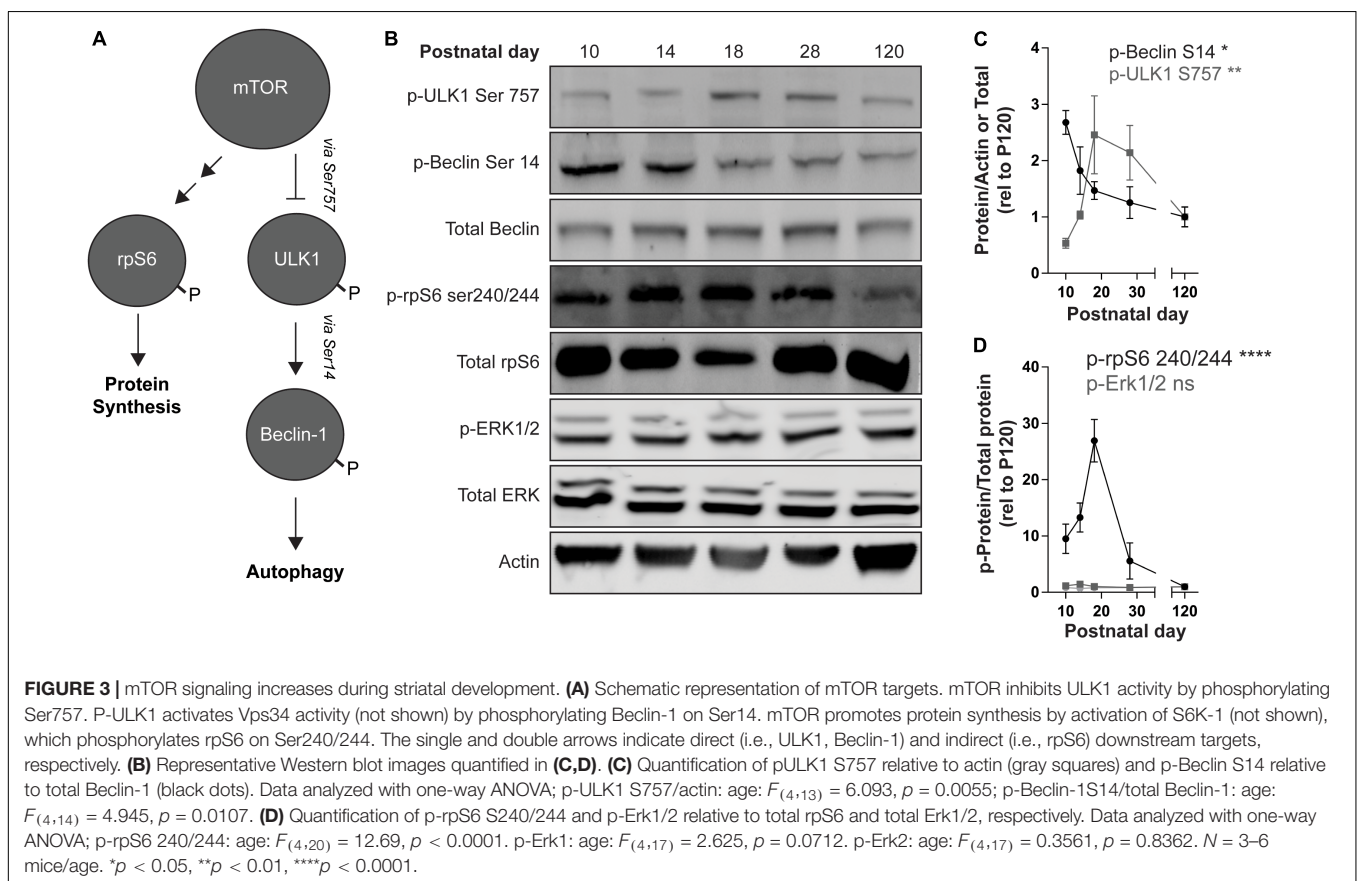 A
mTOR
via Ser757
rpS6
ULK1
P
P
via Ser14
Protein
Synthesis
Beclin-1
P
Autophagy
B
Postnatal day 10 14 18 28 120
p-ULK1 Ser 757
p-Beclin Ser 14
Total Beclin
p-rpS6 ser240/244
Total rpS6
p-ERK1/2
Total ERK
Actin
C
p-Beclin S14 *
p-ULK1 S757 **
Protein/Actin or Total
(rel to P120)
4
3
2
1
0
10 20 30 120
Postnatal day
D
p-rpS6 240/244 ****
p-Erk1/2 ns
p-Protein/Total protein
(rel to P120)
40
30
20
10
0
10 20 30 120
Postnatal day
FIGURE 3 | mTOR signaling increases during striatal development. (A) Schematic representation of mTOR targets. mTOR inhibits ULK1 activity by phosphorylating
Ser757. P-ULK1 activates Vps34 activity (not shown) by phosphorylating Beclin-1 on Ser14. mTOR promotes protein synthesis by activation of S6K-1 (not shown),
which phosphorylates rpS6 on Ser240/244. The single and double arrows indicate direct (i.e., ULK1, Beclin-1) and indirect (i.e., rpS6) downstream targets,
respectively. (B) Representative Western blot images quantified in (C,D). (C) Quantification of pULK1 S757 relative to actin (gray squares) and p-Beclin S14 relative
to total Beclin-1 (black dots). Data analyzed with one-way ANOVA; p-ULK1 S757/actin: age: F(4,13) = 6.093, p = 0.0055; p-Beclin-1S14/total Beclin-1: age:
F(4,14) = 4.945, p = 0.0107. (D) Quantification of p-rpS6 S240/244 and p-Erk1/2 relative to total rpS6 and total Erk1/2, respectively. Data analyzed with one-way
ANOVA; p-rpS6 240/244: age: F(4,20) = 12.69, p < 0.0001. p-Erk1: age: F(4,17) = 2.625, p = 0.0712. p-Erk2: age: F(4,17) = 0.3561, p = 0.8362. N = 3–6
mice/age. *p < 0.05, **p < 0.01, ****p < 0.0001.